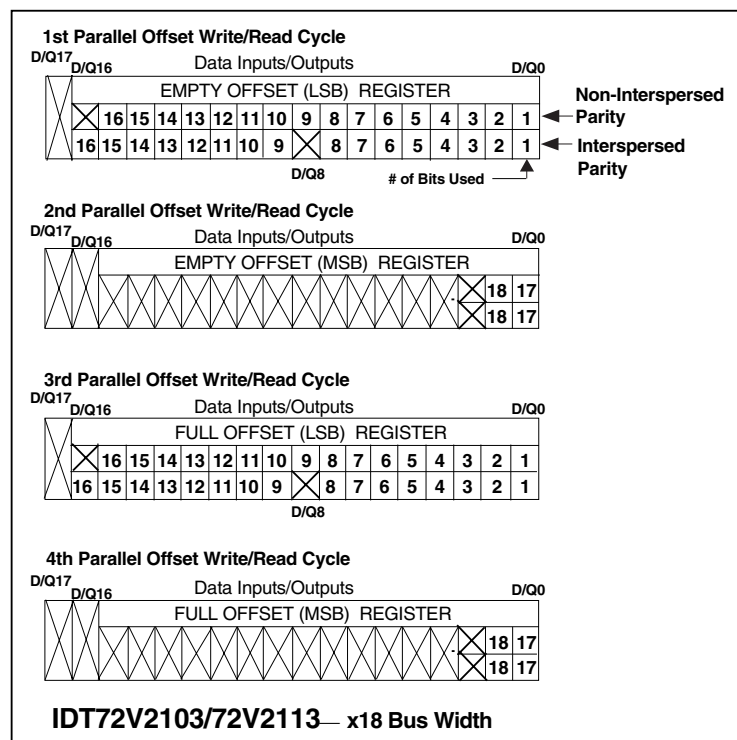 1st Parallel Offset Write/Read Cycle
D/Q17 D/Q16 Data Inputs/Outputs D/Q0
EMPTY OFFSET (LSB) REGISTER
16 15 14 13 12 11 10 9 8 7 6 5 4 3 2 1 Non-Interspersed Parity
16 15 14 13 12 11 10 9 8 7 6 5 4 3 2 1 Interspersed Parity
D/Q8
# of Bits Used
2nd Parallel Offset Write/Read Cycle
D/Q17 D/Q16 Data Inputs/Outputs D/Q0
EMPTY OFFSET (MSB) REGISTER
18 17
18 17
3rd Parallel Offset Write/Read Cycle
D/Q17 D/Q16 Data Inputs/Outputs D/Q0
FULL OFFSET (LSB) REGISTER
16 15 14 13 12 11 10 9 8 7 6 5 4 3 2 1
16 15 14 13 12 11 10 9 8 7 6 5 4 3 2 1
D/Q8
4th Parallel Offset Write/Read Cycle
D/Q17 D/Q16 Data Inputs/Outputs D/Q0
FULL OFFSET (MSB) REGISTER
18 17
18 17
IDT72V2103/72V2113— x18 Bus Width